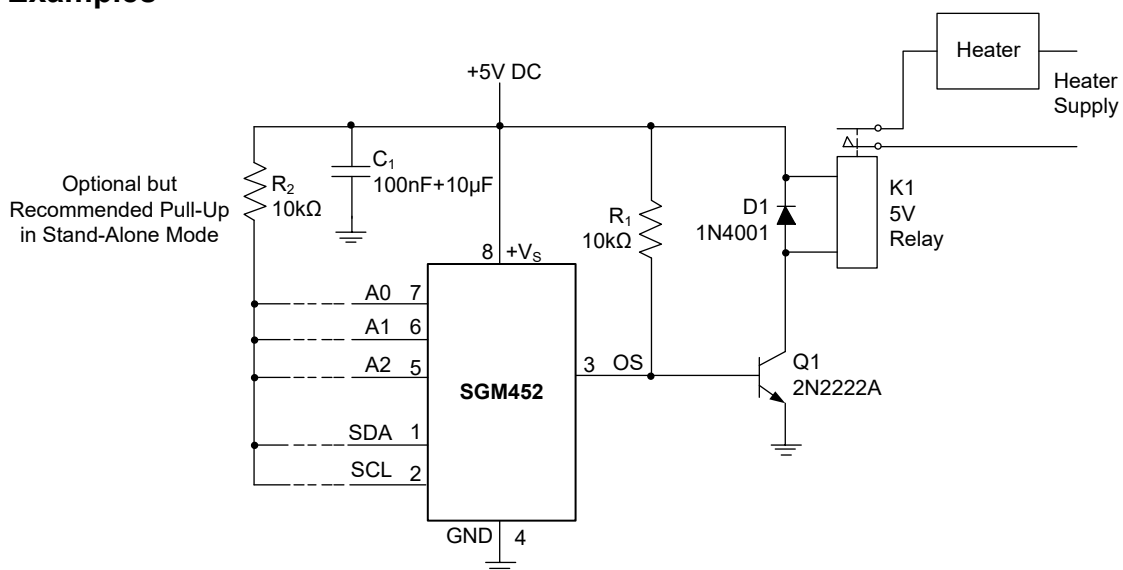 Examples
Heater
Heater
Supply
+5V DC
C1
100nF+10μF
R2
10kΩ
Optional but
Recommended Pull-Up
in Stand-Alone Mode
R1
10kΩ
D1
1N4001
K1
5V
Relay
8 +VS
A0 7
A1 6
A2 5
SDA 1
SCL 2
SGM452
3 OS
Q1
2N2222A
GND 4